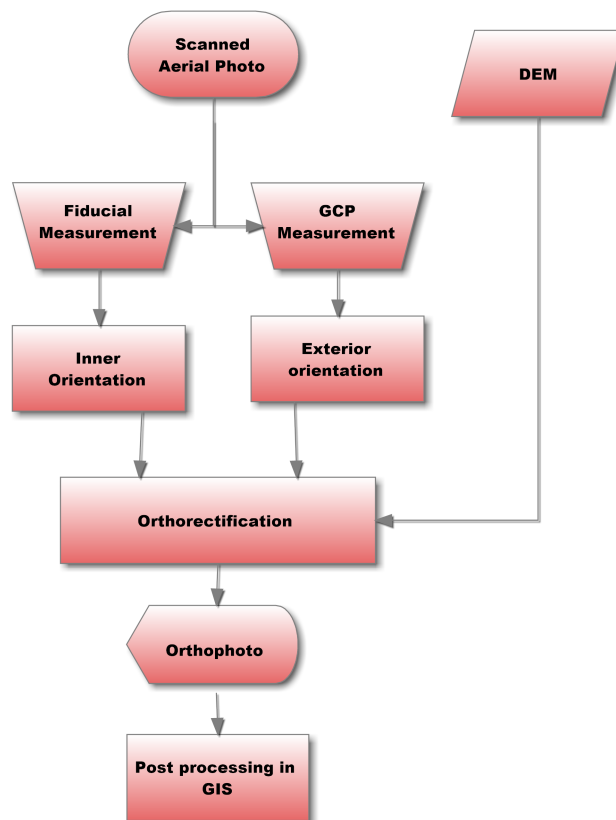 Scanned
Aerial Photo
DEM
Fiducial
Measurement
GCP
Measurement
Inner
Orientation
Exterior
orientation
Orthorectification
Orthophoto
Post processing in
GIS